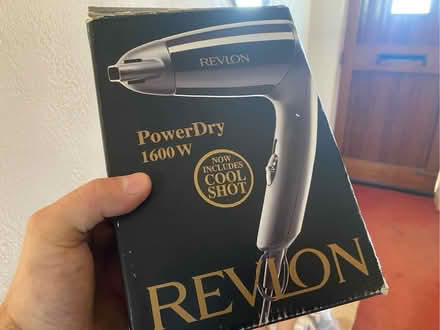 REVLON
PowerDry
1600 W
NOW
INCLUDES
COOL
SHOT
REVLON